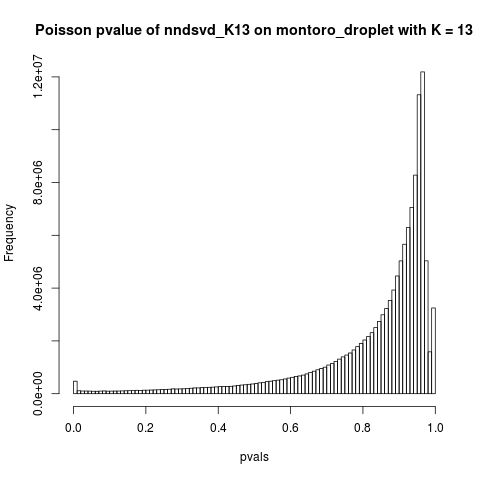 Poisson pvalue of nndsvd_K13 on montoro_droplet with K = 13
Frequency
1.2e+07
8.0e+06
4.0e+06
0.0e+00
0.0 0.2 0.4 0.6 0.8 1.0
pvals